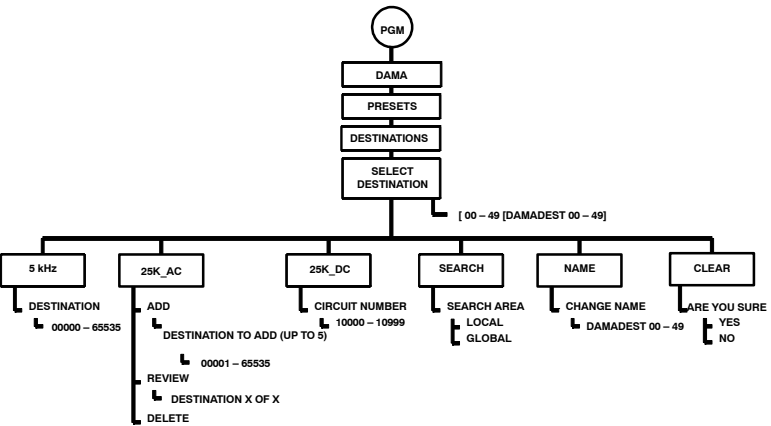 PGM
DAMA
PRESETS
DESTINATIONS
SELECT
DESTINATION
[ 00 – 49 [DAMADEST 00 – 49]
5 kHz
DESTINATION
00000 – 65535
25K_AC
ADD
DESTINATION TO ADD (UP TO 5)
00001 – 65535
REVIEW
DESTINATION X OF X
DELETE
25K_DC
CIRCUIT NUMBER
10000 – 10999
SEARCH
SEARCH AREA
LOCAL
GLOBAL
NAME
CHANGE NAME
DAMADEST 00 – 49
CLEAR
ARE YOU SURE
YES
NO